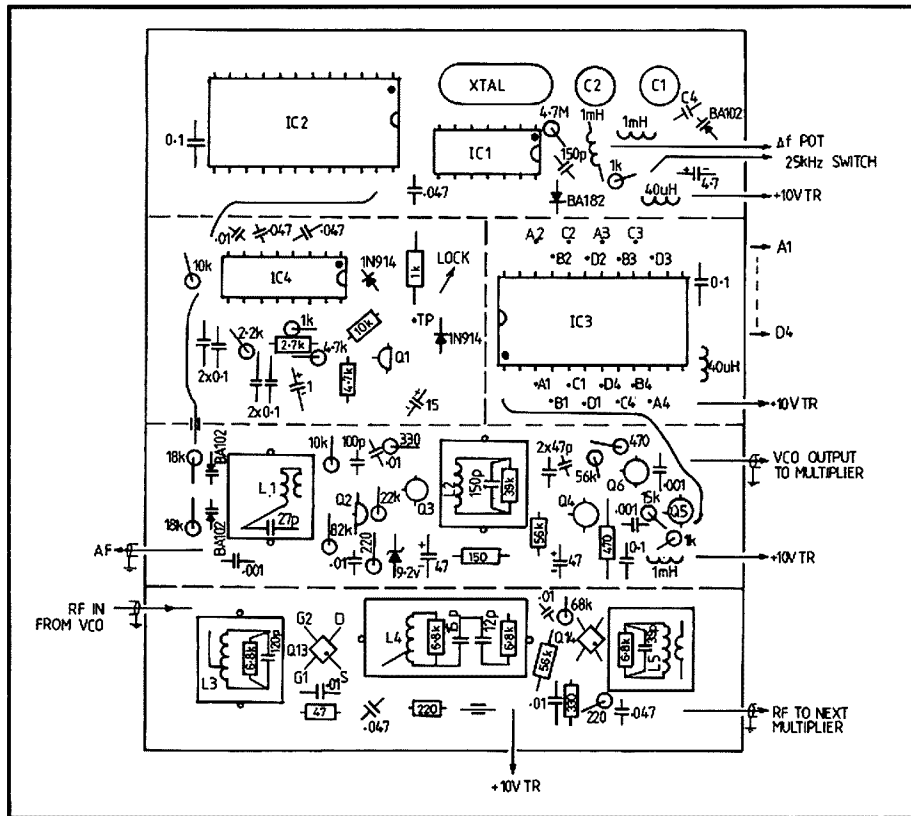 XTAL
C2
C1
C4
BA102
IC2
0·1
IC1
4·7M
1mH
1mH
150p
1k
Δf POT
25kHz SWITCH
+ -
4·7
·047
BA182
40uH
+10V TR
·01
·047
·047
A2 C2 A3 C3
B2 D2 B3 D3
A1
10k
IC4
1N914
1k
LOCK
0·1
IC3
TP
1N914
D4
2·2k
1k
2·7k
10k
4·7k
Q1
4·7k
40uH
2x0·1
2x0·1
+·1
15
A1 C1 D4 B4
B1 D1 C4 A4
+10V TR
18k
BA102
10k
100p
330
·01
L2
150p
39k
2x47p
470
56k
Q6
·001
VCO OUTPUT
TO MULTIPLIER
L1
27p
Q2
22k
Q3
Q4
15k
Q5
·001
18k
BA102
82k
220
56k
470
1k
AF
·001
·01
9·2V
47
150
47
0·1
1mH
+10V TR
RF IN
FROM VCO
G2 D
Q13
G1 S
L3
6·8k
120p
L4
6·8k
15p
12p
6·8k
·01
68k
Q14
56k
6·8k
39p
L5
·01
47
·047
220
·01
330
220
·047
RF TO NEXT
MULTIPLIER
+10V TR